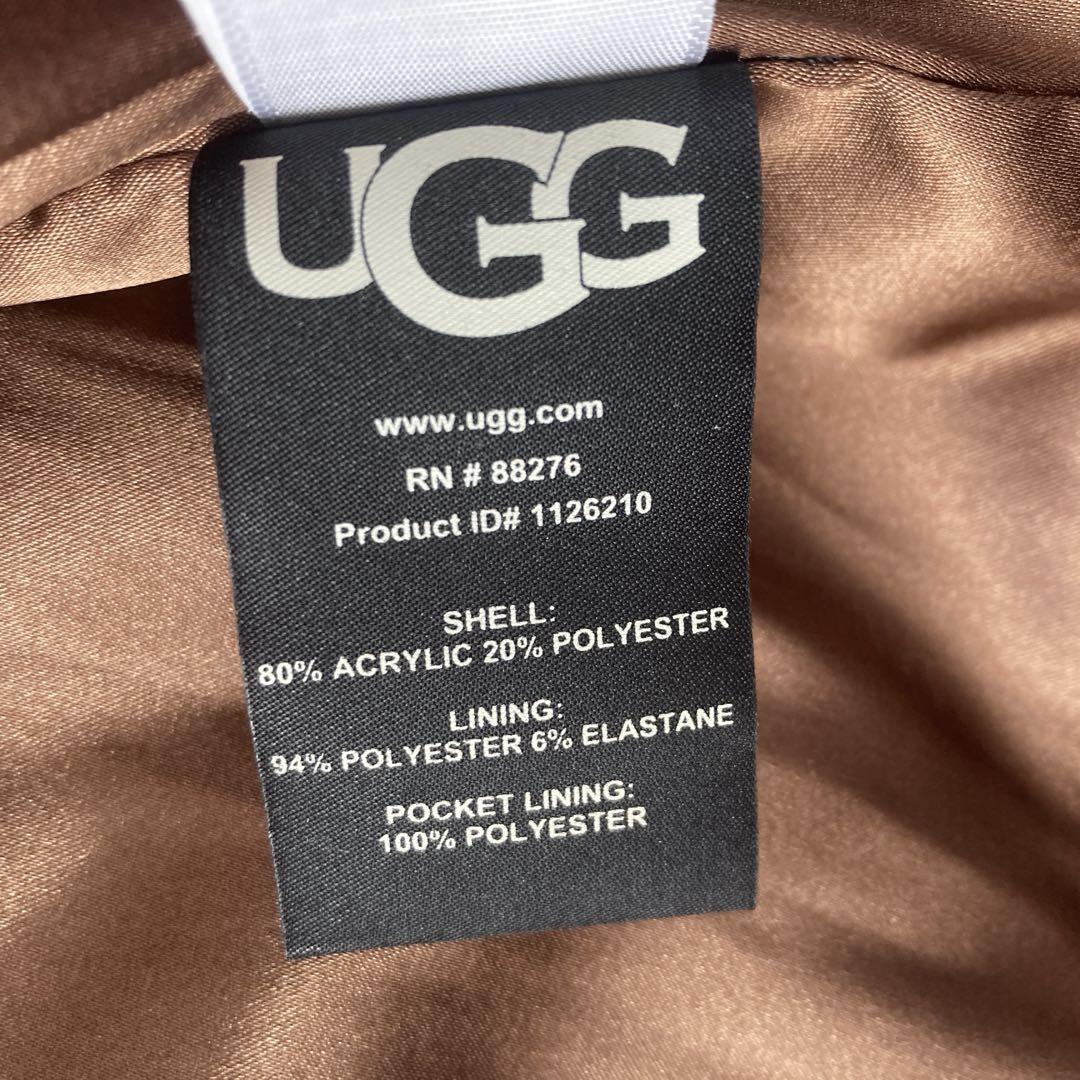 UGG
www.ugg.com
RN # 88276
Product ID# 1126210
SHELL:
80% ACRYLIC 20% POLYESTER
LINING:
94% POLYESTER 6% ELASTANE
POCKET LINING:
100% POLYESTER